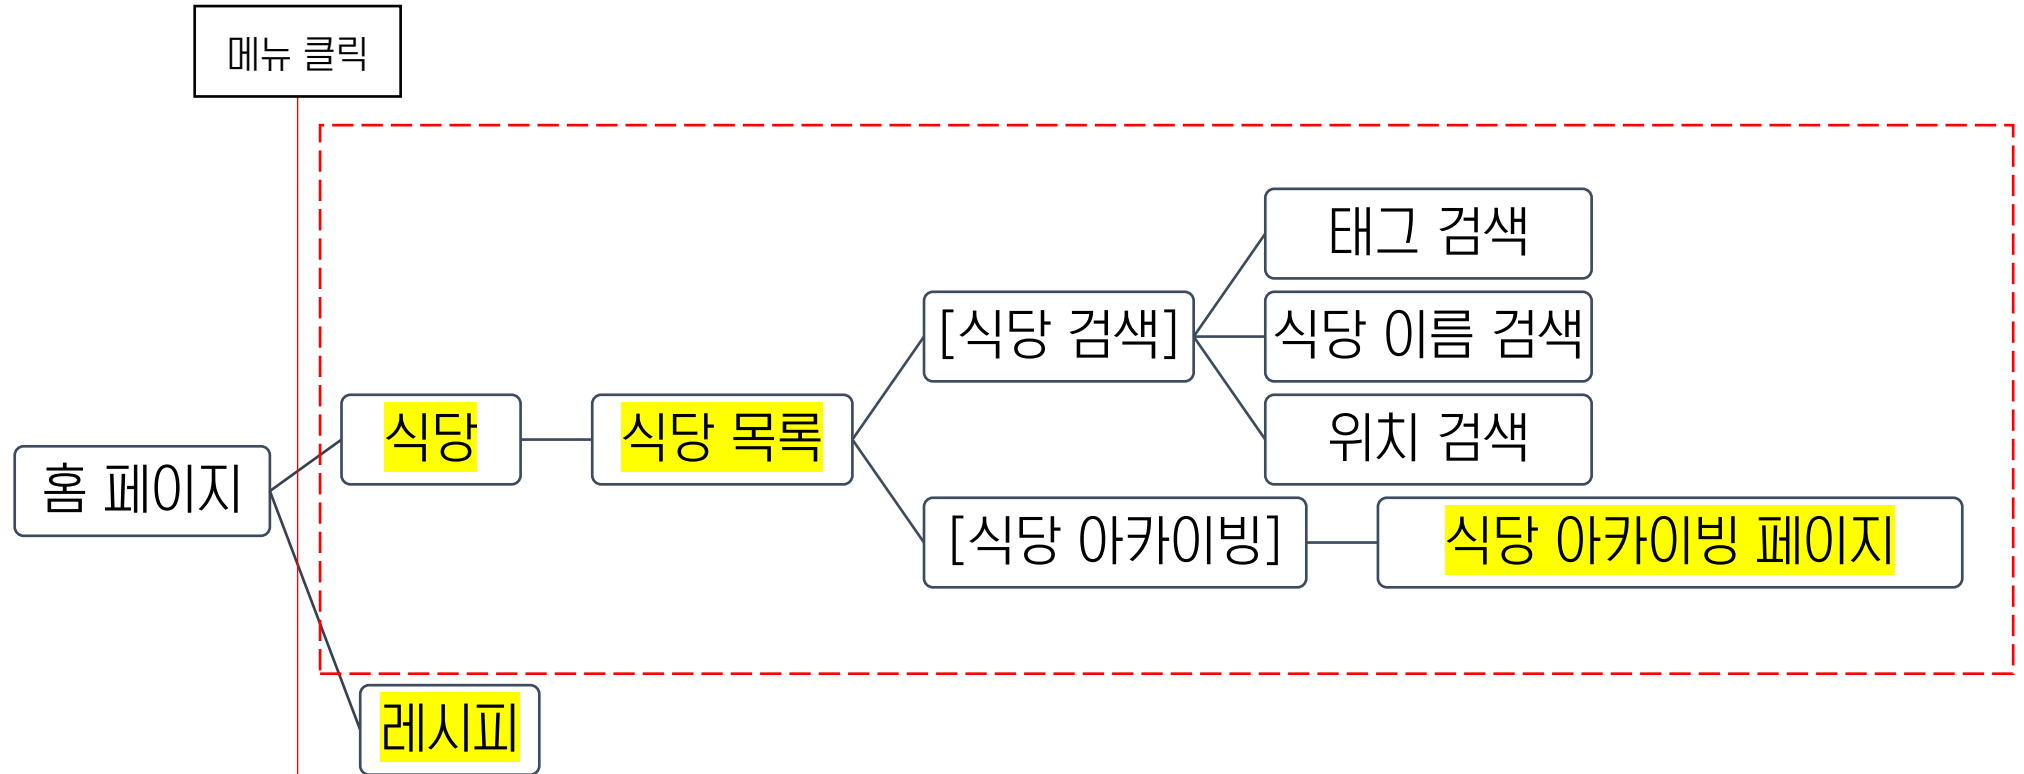 메뉴 클릭
태그 검색
[식당 검색]
식당 이름 검색
식당
식당 목록
위치 검색
홈 페이지
[식당 아카이빙]
식당 아카이빙 페이지
레시피